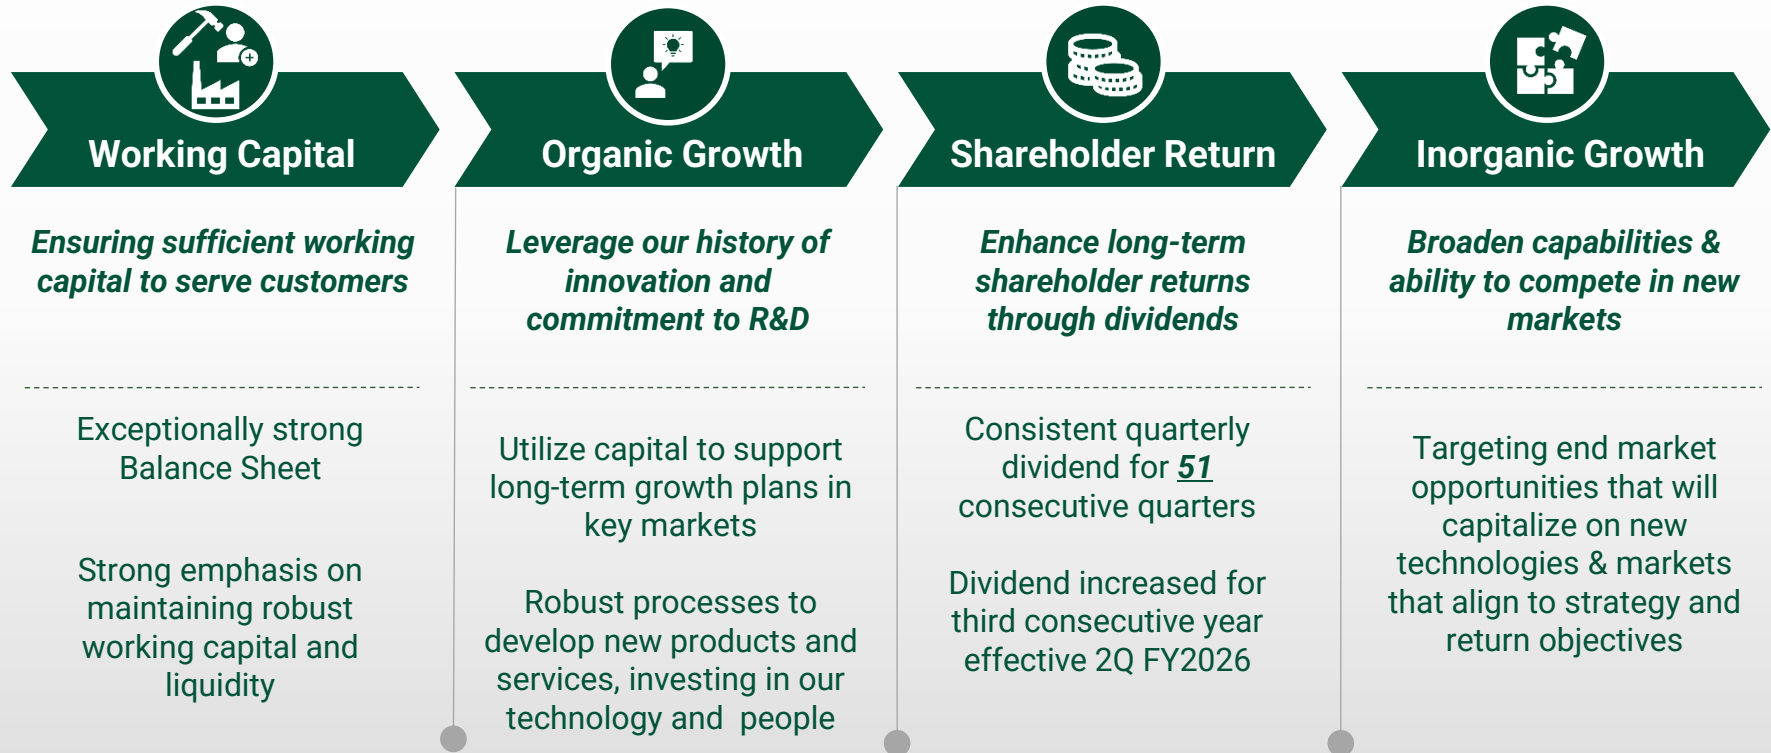 Working Capital
Ensuring sufficient working
capital to serve customers
Exceptionally strong
Balance Sheet
Strong emphasis on
maintaining robust
working capital and
liquidity
Organic Growth
Leverage our history of
innovation and
commitment to R&D
Utilize capital to support
long-term growth plans in
key markets
Robust processes to
develop new products and
services, investing in our
technology and  people
Shareholder Return
Enhance long-term
shareholder returns
through dividends
Consistent quarterly
dividend for 51
consecutive quarters
Dividend increased for
third consecutive year
effective 2Q FY2026
Inorganic Growth
Broaden capabilities &
ability to compete in new
markets
Targeting end market
opportunities that will
capitalize on new
technologies & markets
that align to strategy and
return objectives